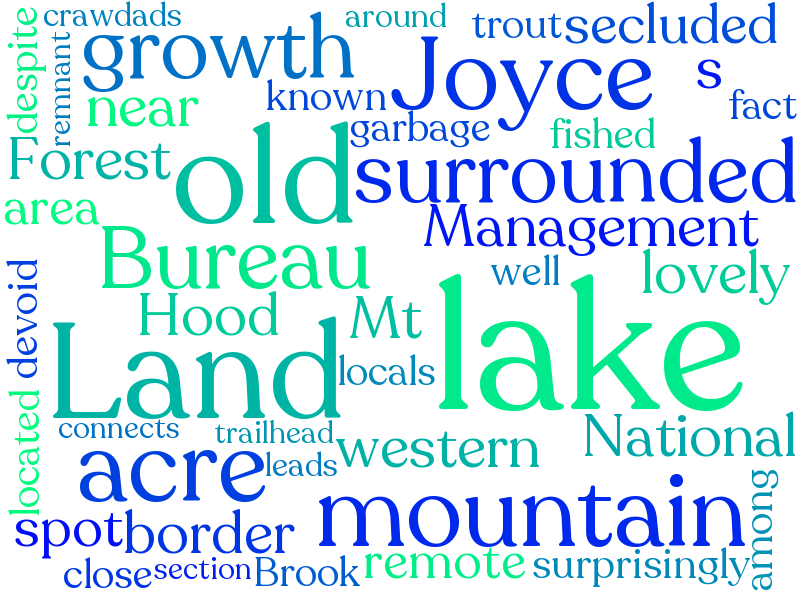 crawdads
around
despite
growth
Joyce
trout
secluded
remnant
near
known
s
fact
Forest
old
garbage
fished
area
surrounded
Bureau
Management
devoid
Hood
Mt
well
lovely
Land
locals
lake
located
connects
trailhead
acre
leads
western
National
spot
border
mountain
among
close
section
Brook
remote
surprisingly